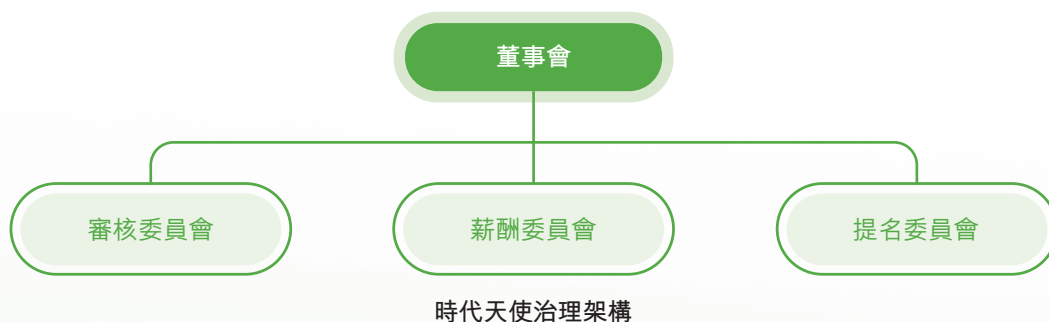 董事會
審核委員會
薪酬委員會
提名委員會
時代天使治理架構